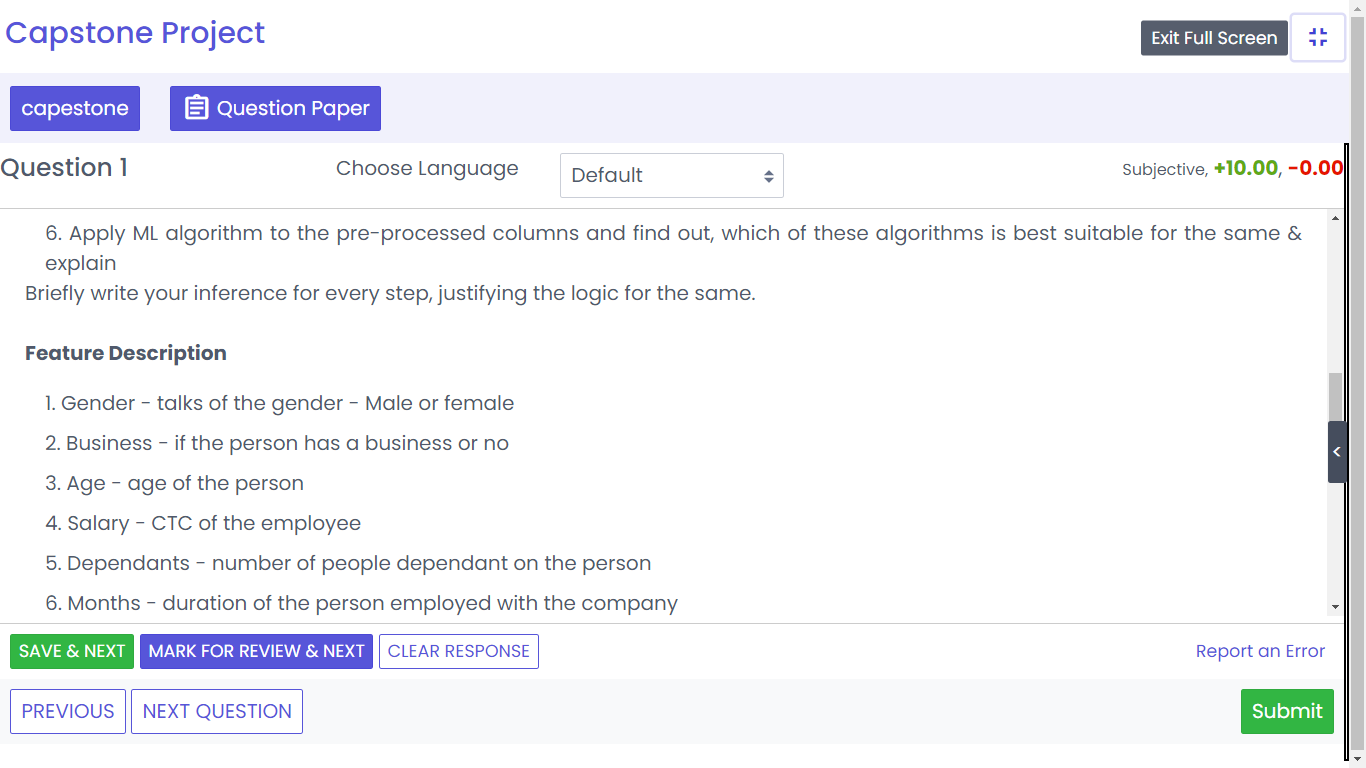 Capstone Project
Exit Full Screen
capestone
Question Paper
Question 1
Choose Language
Default
Subjective, +10.00, -0.00
6. Apply ML algorithm to the pre-processed columns and find out, which of these algorithms is best suitable for the same &
explain
Briefly write your inference for every step, justifying the logic for the same.
Feature Description
1. Gender - talks of the gender - Male or female
2. Business - if the person has a business or no
3. Age - age of the person
4. Salary - CTC of the employee
5. Dependants - number of people dependant on the person
6. Months - duration of the person employed with the company
SAVE & NEXT
MARK FOR REVIEW & NEXT
CLEAR RESPONSE
Report an Error
PREVIOUS
NEXT QUESTION
Submit